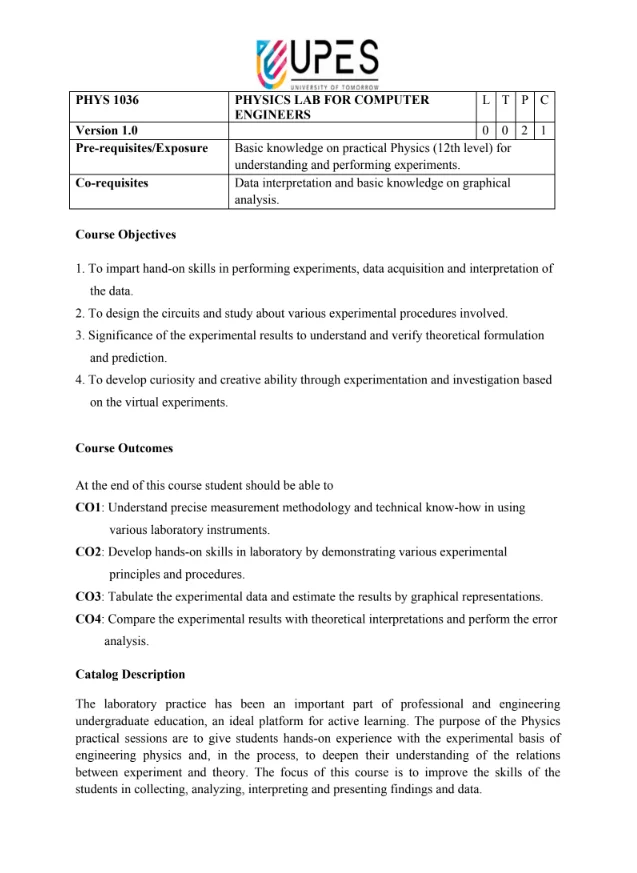 UPES
UNIVERSITY OF TOMORROW
PHYS 1036 PHYSICS LAB FOR COMPUTER L T P C
ENGINEERS
Version 1.0 0 0 2 1
Pre-requisites/Exposure Basic knowledge on practical Physics (12th level) for
understanding and performing experiments.
Co-requisites Data interpretation and basic knowledge on graphical
analysis.
Course Objectives
1. To impart hand-on skills in performing experiments, data acquisition and interpretation of
the data.
2. To design the circuits and study about various experimental procedures involved.
3. Significance of the experimental results to understand and verify theoretical formulation
and prediction.
4. To develop curiosity and creative ability through experimentation and investigation based
on the virtual experiments.
Course Outcomes
At the end of this course student should be able to
CO1: Understand precise measurement methodology and technical know-how in using
various laboratory instruments.
CO2: Develop hands-on skills in laboratory by demonstrating various experimental
principles and procedures.
CO3: Tabulate the experimental data and estimate the results by graphical representations.
CO4: Compare the experimental results with theoretical interpretations and perform the error
analysis.
Catalog Description
The laboratory practice has been an important part of professional and engineering
undergraduate education, an ideal platform for active learning. The purpose of the Physics
practical sessions are to give students hands-on experience with the experimental basis of
engineering physics and, in the process, to deepen their understanding of the relations
between experiment and theory. The focus of this course is to improve the skills of the
students in collecting, analyzing, interpreting and presenting findings and data.